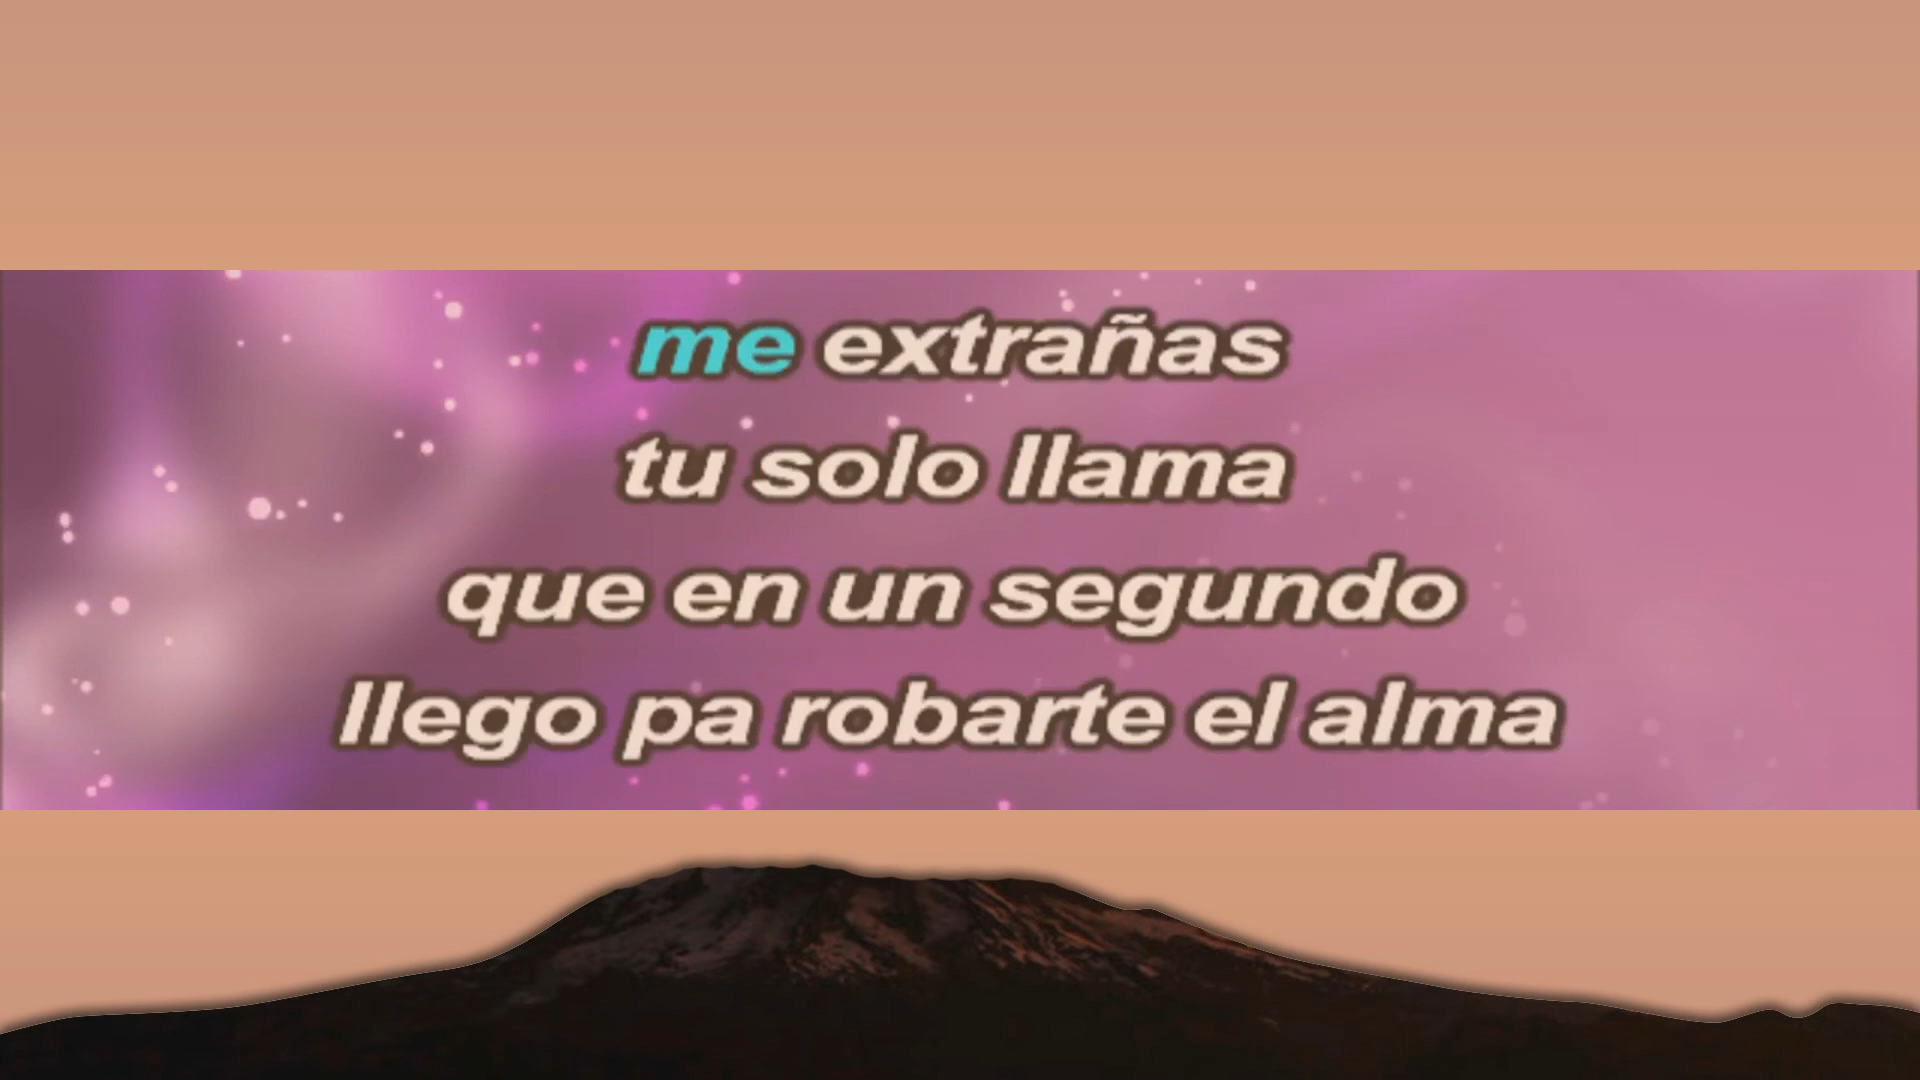 me extrañas
tu solo llama
que en un segundo
llego pa robarte el alma